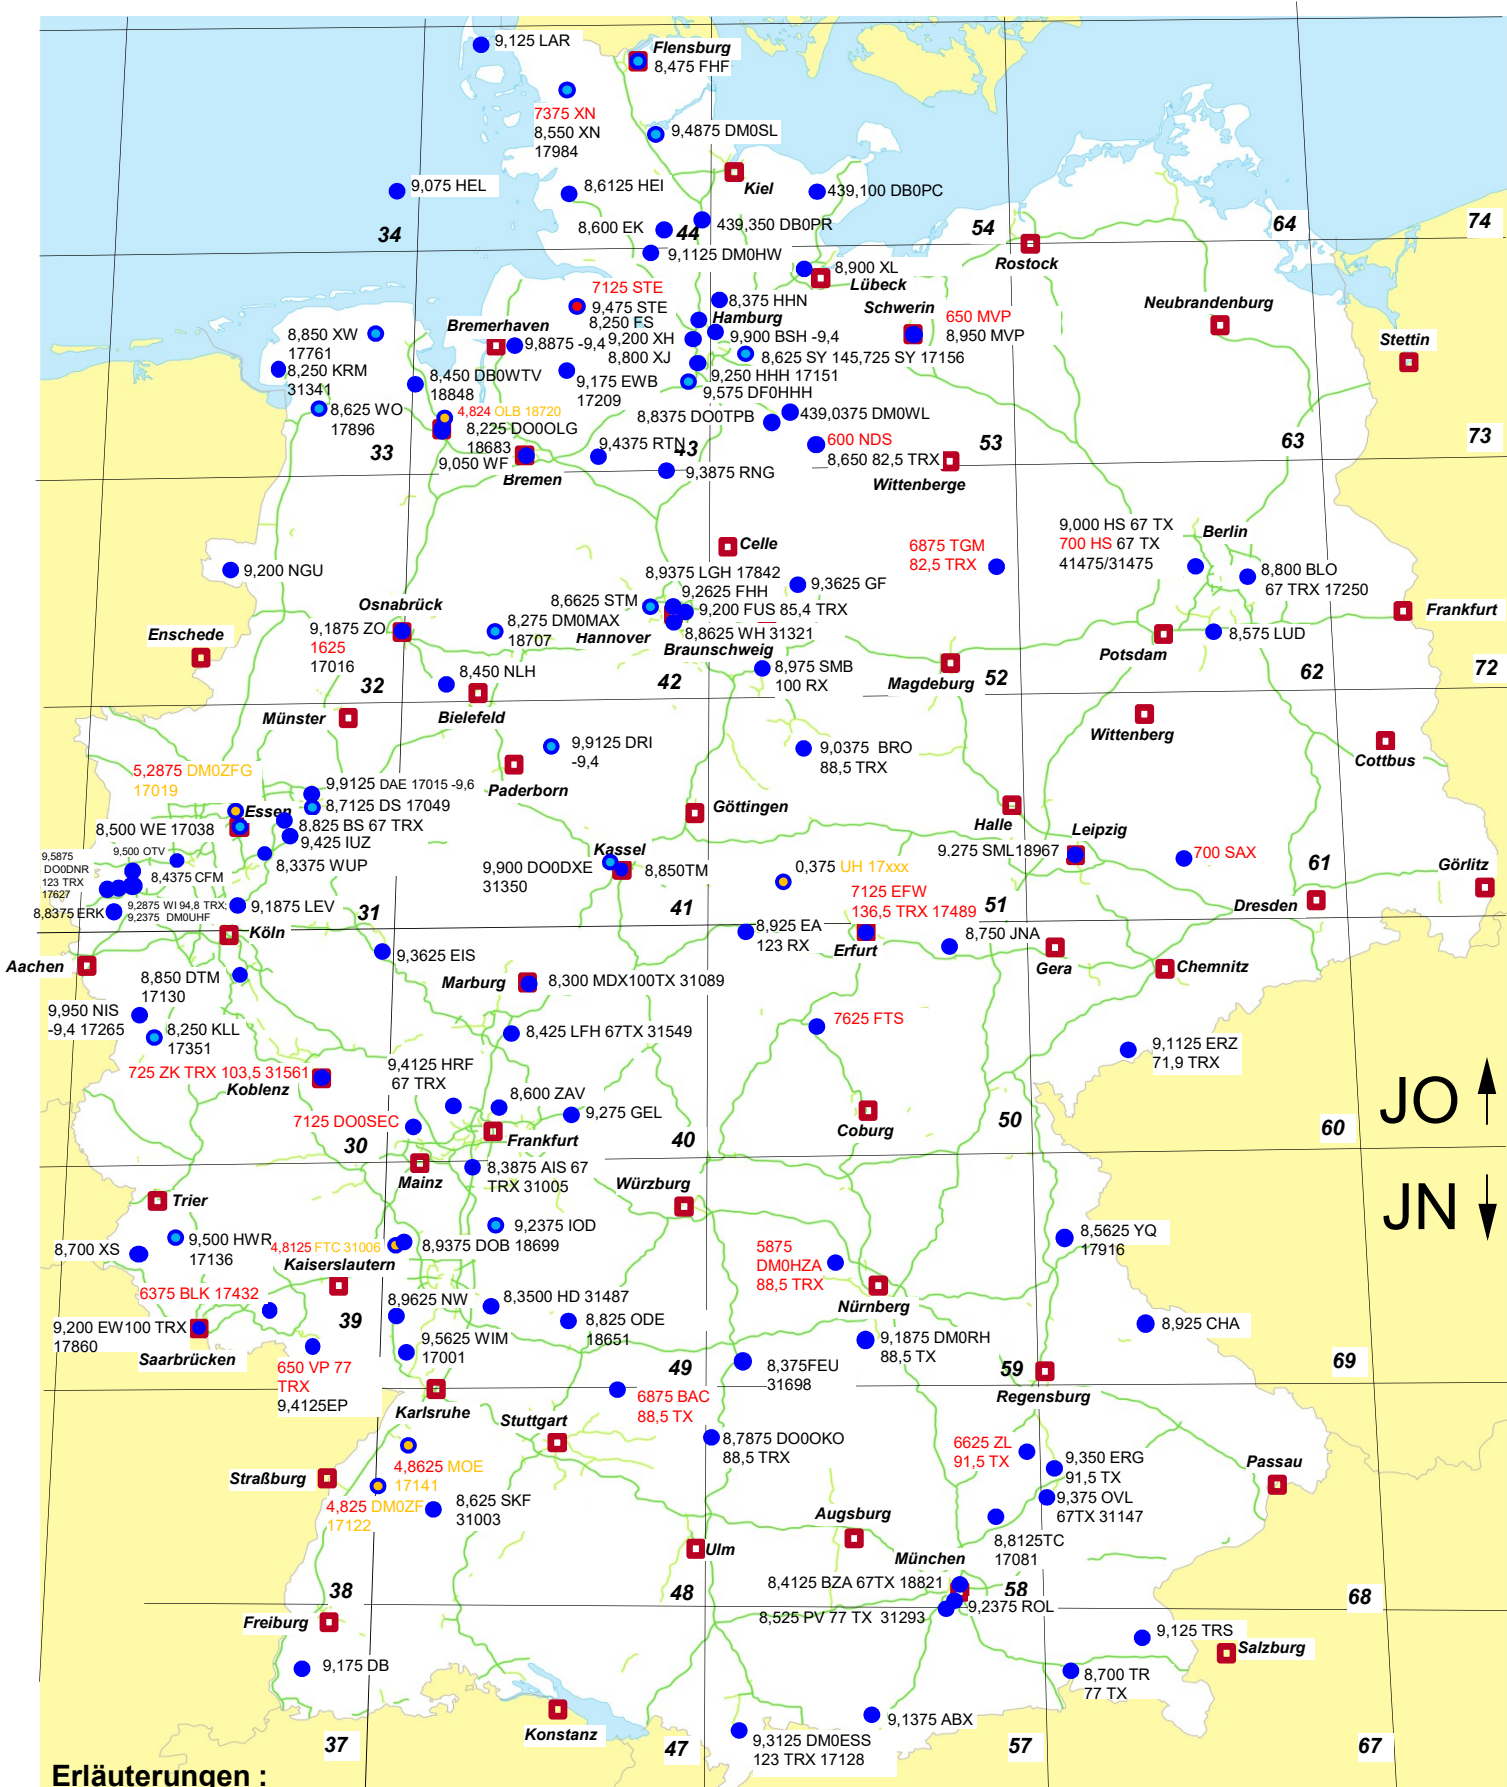 9,125 LAR
Flensburg
8,475 FHF
7375 XN
8,550 XN
17984
9,4875 DM0SL
Kiel
9,075 HEL
8,6125 HEI
439,100 DB0PC
8,600 EK
439,350 DB0PR
34
44
54
64
74
9,1125 DM0HW
Rostock
8,900 XL
Lübeck
7125 STE
9,475 STE
8,375 HHN
Hamburg
Schwerin
650 MVP
8,950 MVP
Neubrandenburg
Stettin
8,250 FS
Bremerhaven
9,8875 -9,4
9,200 XH
8,800 XJ
9,900 BSH -9,4
8,625 SY 145,725 SY 17156
8,850 XW
17761
8,250 KRM
31341
8,450 DB0WTV
18848
9,175 EWB
17209
9,250 HHH 17151
9,575 DF0HHH
8,625 WO
17896
4,824 OLB 18720
8,225 DO0OLG
18683
8,8375 DO0TPB
439,0375 DM0WL
33
9,050 WF
9,4375 RTN
43
600 NDS
8,650 82,5 TRX
53
63
73
Bremen
9,3875 RNG
Wittenberge
9,000 HS 67 TX
700 HS 67 TX
41475/31475
Berlin
Celle
6875 TGM
82,5 TRX
9,200 NGU
8,9375 LGH 17842
9,2625 FHH
9,3625 GF
8,800 BLO
67 TRX 17250
8,6625 STM
9,200 FUS 85,4 TRX
Osnabrück
9,1875 ZO
1625
17016
8,275 DM0MAX
18707
Hannover
8,8625 WH 31321
Braunschweig
Frankfurt
Enschede
8,575 LUD
Potsdam
8,450 NLH
8,975 SMB
100 RX
Magdeburg
32
42
52
62
72
Münster
Bielefeld
Wittenberg
9,9125 DRI
-9,4
9,0375 BRO
88,5 TRX
Cottbus
5,2875 DM0ZFG
17019
9,9125 DAE 17015 -9,6
Paderborn
Essen
8,7125 DS 17049
Göttingen
Halle
8,500 WE 17038
8,825 BS 67 TRX
9,425 IUZ
Leipzig
9,5875
DO0DNR
123 TRX
17627
9,500 OTV
8,3375 WUP
Kassel
9,900 DO0DXE
31350
8,850TM
9,275 SML18967
700 SAX
8,4375 CFM
0,375 UH 17xxx
61
Görlitz
8,8375 ERK
9,2875 WI 94,8 TRX;
9,2375 DM0UHF
9,1875 LEV
31
41
7125 EFW
136,5 TRX 17489
51
Dresden
Köln
8,925 EA
123 RX
Erfurt
8,750 JNA
Aachen
9,3625 EIS
Gera
Chemnitz
8,850 DTM
17130
Marburg
8,300 MDX100TX 31089
9,950 NIS
-9,4 17265
8,250 KLL
17351
8,425 LFH 67TX 31549
7625 FTS
9,1125 ERZ
71,9 TRX
9,4125 HRF
67 TRX
725 ZK TRX 103,5 31561
Koblenz
8,600 ZAV
9,275 GEL
JO
7125 DO0SEC
Frankfurt
Coburg
30
40
50
60
Mainz
8,3875 AIS 67
TRX 31005
Würzburg
Trier
JN
9,500 HWR
17136
9,2375 IOD
8,700 XS
4,8125 FTC 31006
8,9375 DOB 18699
5875
DM0HZA
88,5 TRX
8,5625 YQ
17916
Kaiserslautern
6375 BLK 17432
Nürnberg
9,200 EW100 TRX
17860
39
8,9625 NW
8,3500 HD 31487
8,825 ODE
18651
8,925 CHA
Saarbrücken
9,5625 WIM
17001
9,1875 DM0RH
88,5 TX
650 VP 77
TRX
9,4125EP
49
8,375FEU
31698
59
69
Karlsruhe
6875 BAC
88,5 TX
Regensburg
Stuttgart
8,7875 DO0OKO
88,5 TRX
6625 ZL
91,5 TX
9,350 ERG
91,5 TX
Passau
Straßburg
4,8625 MOE
17141
4,825 DM0ZF
17122
8,625 SKF
31003
9,375 OVL
67TX 31147
Augsburg
8,8125TC
17081
Ulm
München
38
48
8,4125 BZA 67TX 18821
58
68
Freiburg
8,525 PV 77 TX 31293
9,2375 ROL
9,125 TRS
Salzburg
9,175 DB
8,700 TR
77 TX
Konstanz
9,1375 ABX
9,3125 DM0ESS
123 TRX 17128
37
47
57
67
Erläuterungen :